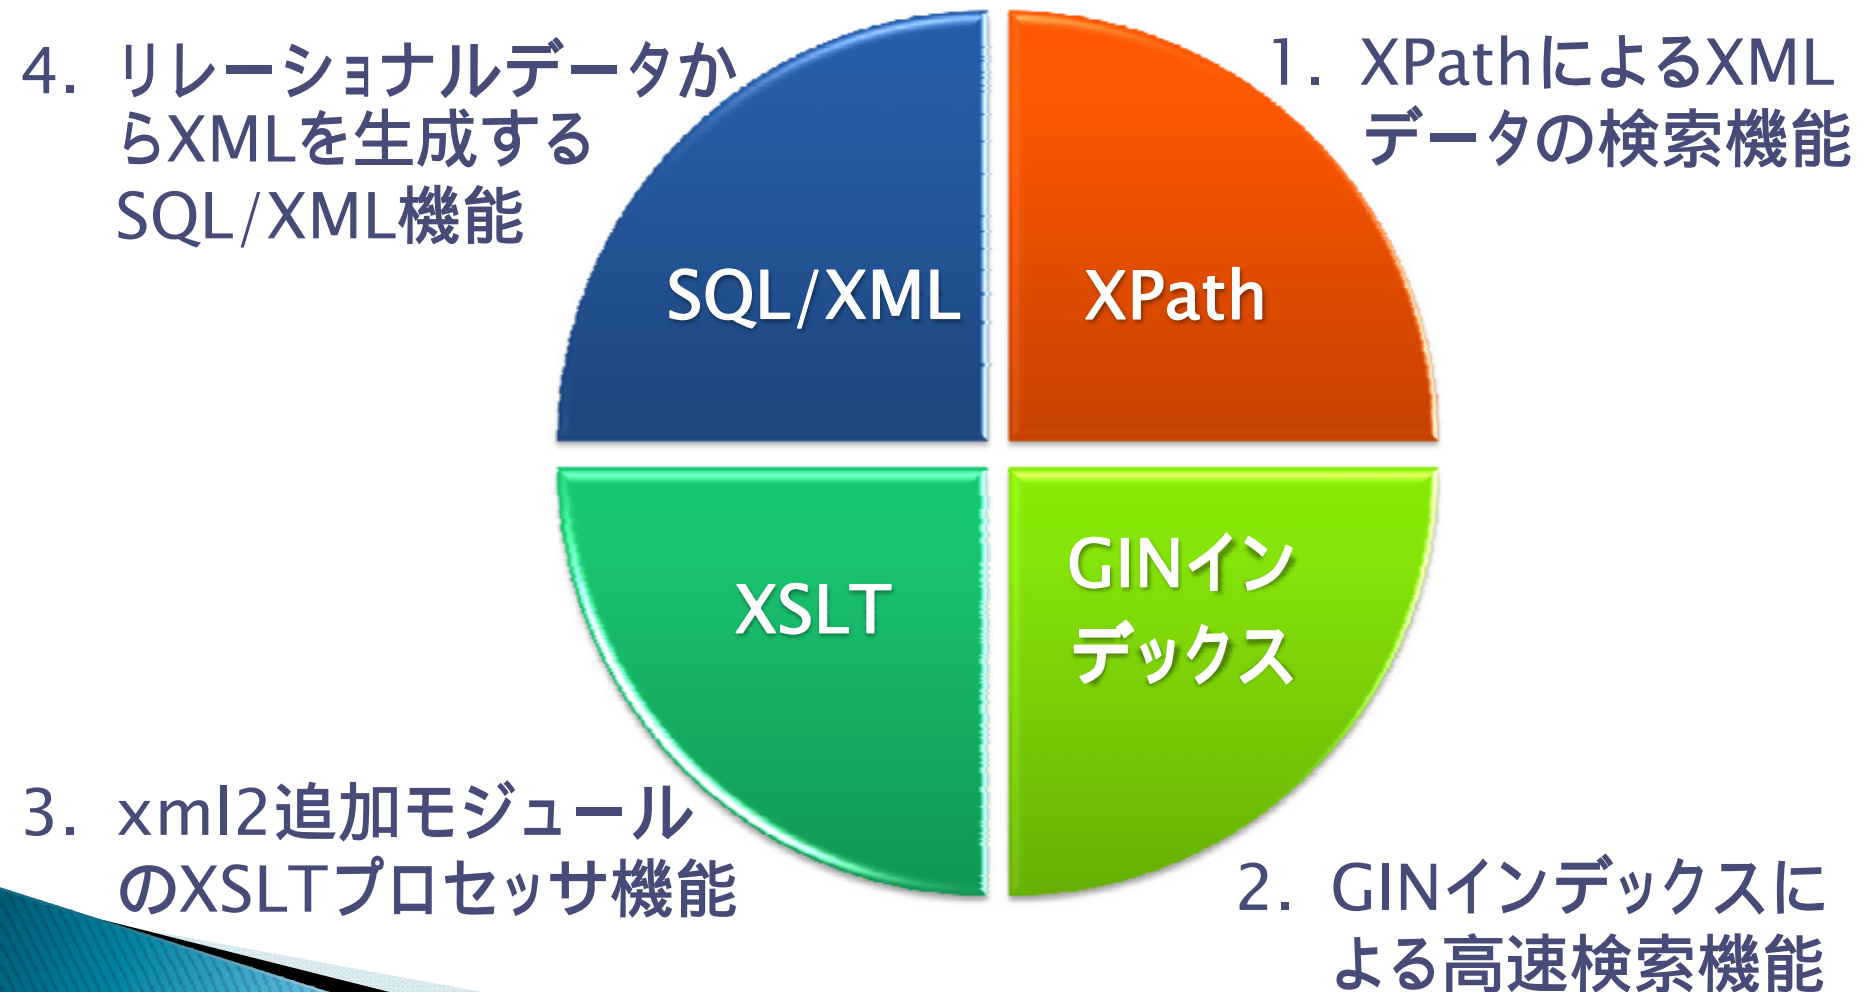 4. リレーショナルデータか
らXMLを生成する
SQL/XML機能
1. XPathによるXML
データの検索機能
SQL/XML
XPath
XSLT
GINイン
デックス
3. xml2追加モジュール
のXSLTプロセッサ機能
2. GINインデックスに
よる高速検索機能